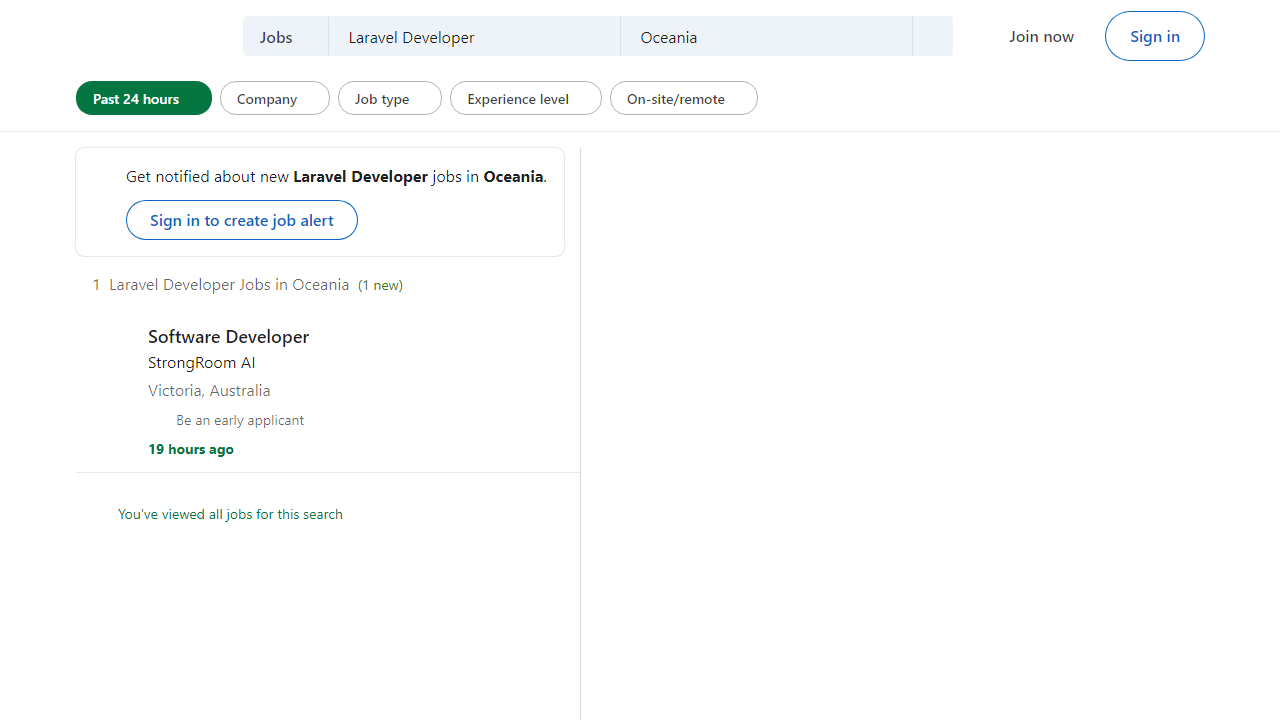 Jobs Laravel Developer Oceania Join now Sign in
Past 24 hours Company Job type Experience level On-site/remote
Get notified about new Laravel Developer jobs in Oceania.
Sign in to create job alert
1 Laravel Developer Jobs in Oceania (1 new)
Software Developer
StrongRoom AI
Victoria, Australia
Be an early applicant
19 hours ago
You've viewed all jobs for this search